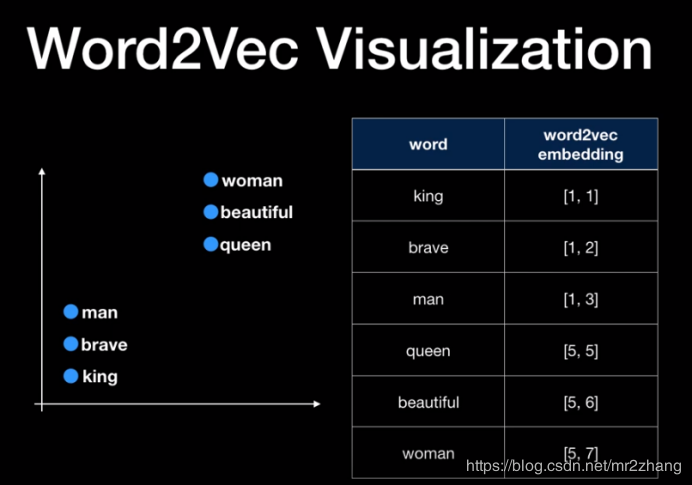 Word2Vec Visualization
woman
beautiful
queen
man
brave
king
word word2vec embedding
king [1, 1]
brave [1, 2]
man [1, 3]
queen [5, 5]
beautiful [5, 6]
woman [5, 7]
https://blog.csdn.net/mr2zhang